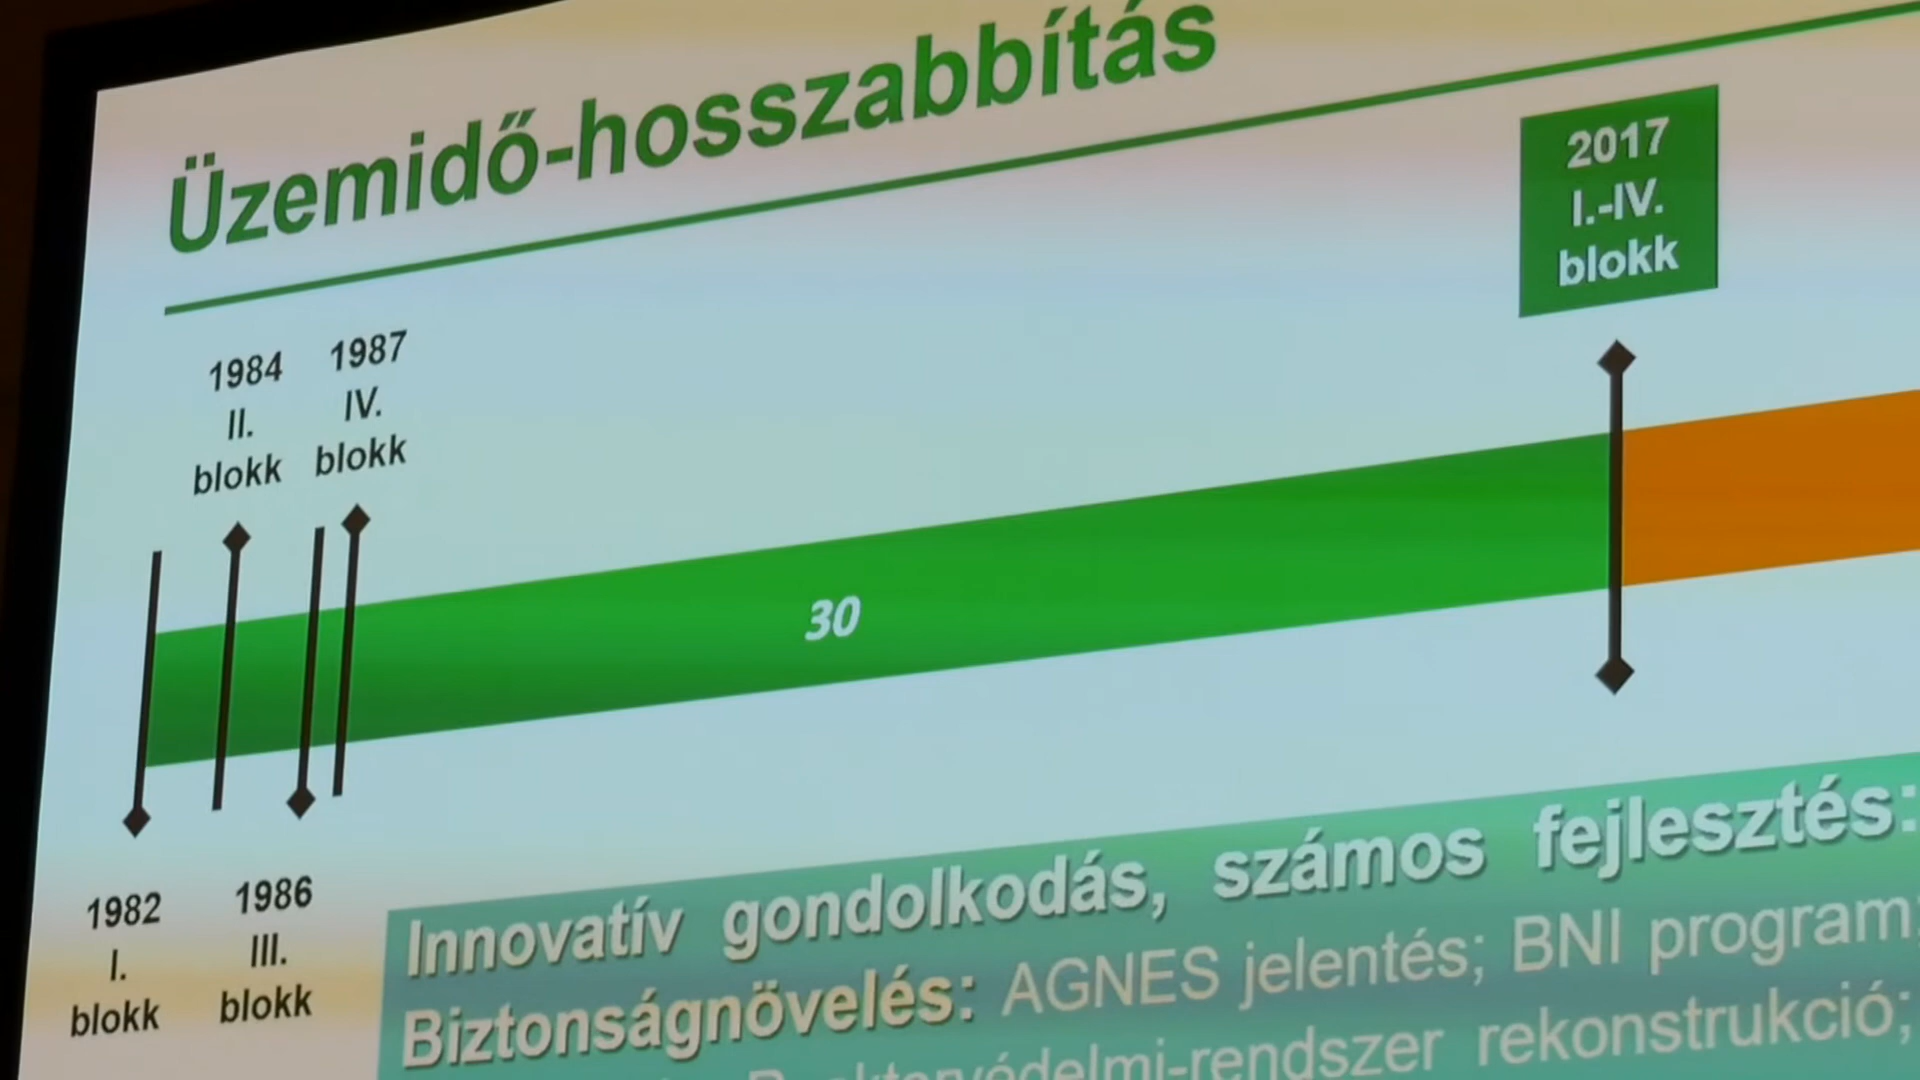 Üzemidő-hosszabbítás
2017
I.-IV.
blokk
1984
II.
blokk
1987
IV.
blokk
30
1982
I.
blokk
1986
III.
blokk
Innovatív gondolkodás, számos fejlesztés:
Biztonságnövelés: AGNES jelentés; BNI program;
rekonstrukció;